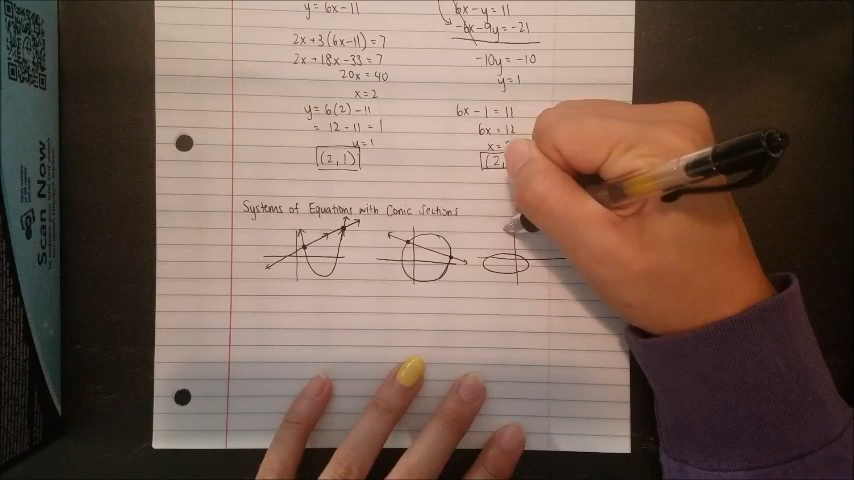 y = 6x - 11
2x + 3(6x - 11) = 7
2x + 18x - 33 = 7
20x = 40
x = 2
y = 6(2) - 11
= 12 - 11 = 1
y = 1
(2, 1)
6x - y = 11
-6x - 9y = -21
-10y = -10
y = 1
6x - 1 = 11
6x = 12
x =
(2,
Systems of Equations with Conic Sections
Scan Now